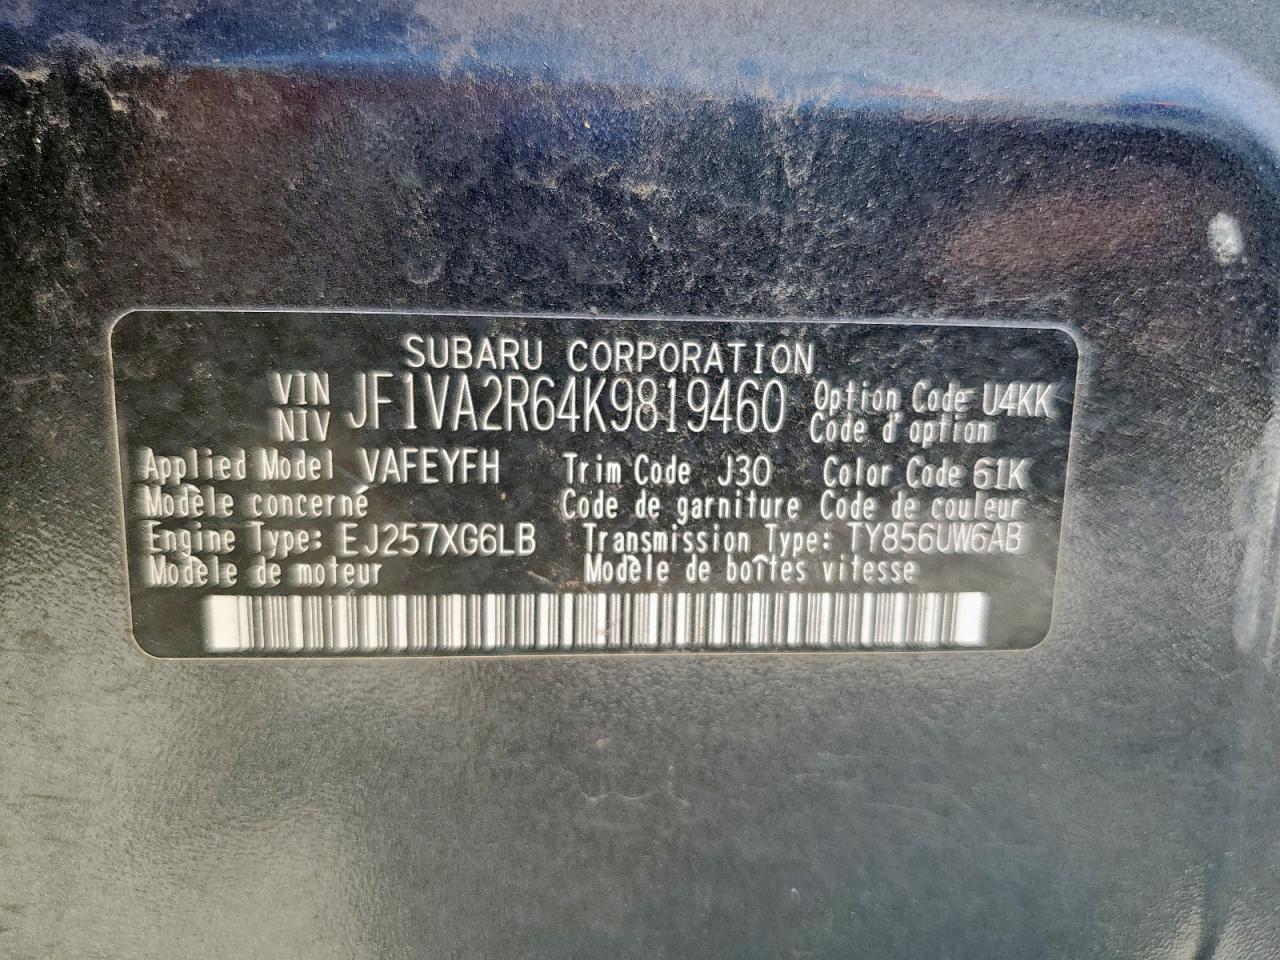 SUBARU CORPORATION
VIN JF1VA2R64K9819460 Option Code U4KK
NIV Code d'option
Applied Model VAFEYFH Trim Code J30 Color Code 61K
Modèle concerné Code de garniture Code de couleur
Engine Type: EJ257XG6LB Transmission Type: TY856UW6AB
Modèle de moteur Modèle de boîtes vitesse